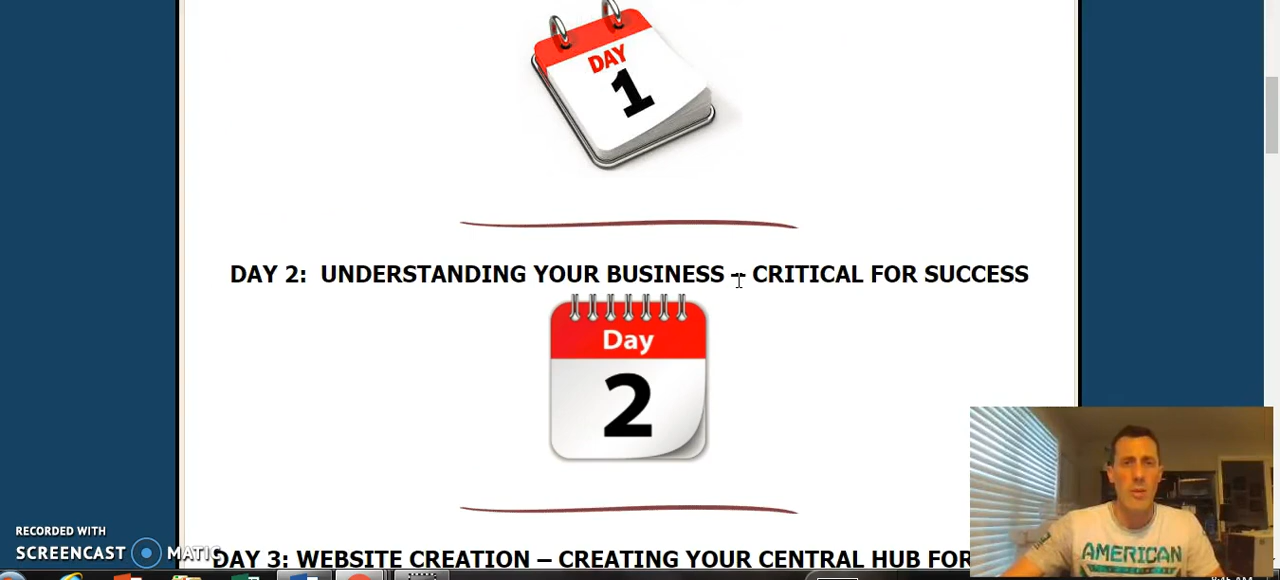 DAY
1
DAY 2: UNDERSTANDING YOUR BUSINESS – CRITICAL FOR SUCCESS
Day
2
RECORDED WITH
SCREENCAST MATIC
DAY 3: WEBSITE CREATION – CREATING YOUR CENTRAL HUB FOR
AMERICAN